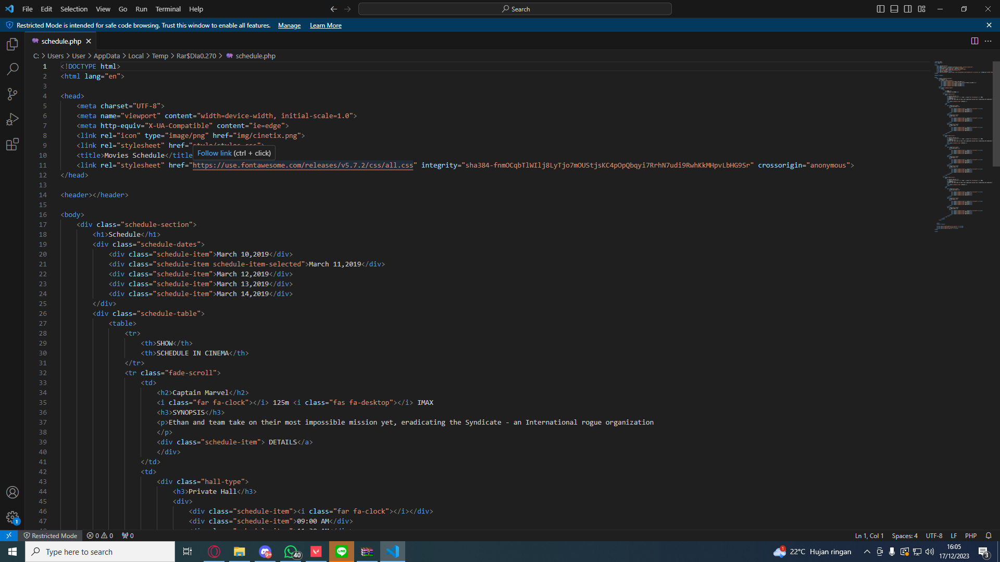 File Edit Selection View Go Run Terminal Help Search
Restricted Mode is intended for safe code browsing. Trust this window to enable all features. Manage Learn More
schedule.php
C: > Users > User > AppData > Local > Temp > Rar$DIa0.270 > schedule.php
1 <!DOCTYPE html>
2 <html lang="en">
3
4 <head>
5 <meta charset="UTF-8">
6 <meta name="viewport" content="width=device-width, initial-scale=1.0">
7 <meta http-equiv="X-UA-Compatible" content="ie=edge">
8 <link rel="icon" type="image/png" href="img/cinetix.png">
9 <link rel="stylesheet" href="style/styles.css">
Follow link (ctrl + click)
10 <title>Movies Schedule</title
11 <link rel="stylesheet" href="https://use.fontawesome.com/releases/v5.7.2/css/all.css" integrity="sha384-fnmOCqbTlWIlj8LyTjo7mOUStjsKC4pOpQbqyi7RrhN7udi9RwhKkMHpvLbHG9Sr" crossorigin="anonymous">
12 </head>
13
14 <header></header>
15
16 <body>
17 <div class="schedule-section">
18 <h1>Schedule</h1>
19 <div class="schedule-dates">
20 <div class="schedule-item">March 10,2019</div>
21 <div class="schedule-item schedule-item-selected">March 11,2019</div>
22 <div class="schedule-item">March 12,2019</div>
23 <div class="schedule-item">March 13,2019</div>
24 <div class="schedule-item">March 14,2019</div>
25 </div>
26 <div class="schedule-table">
27 <table>
28 <tr>
29 <th>SHOW</th>
30 <th>SCHEDULE IN CINEMA</th>
31 </tr>
32 <tr class="fade-scroll">
33 <td>
34 <h2>Captain Marvel</h2>
35 <i class="far fa-clock"></i> 125m <i class="fas fa-desktop"></i> IMAX
36 <h3>SYNOPSIS</h3>
37 <p>Ethan and team take on their most impossible mission yet, eradicating the Syndicate - an International rogue organization
38 </p>
39 <div class="schedule-item"> DETAILS</a>
40 </div>
41 </td>
42 <td>
43 <div class="hall-type">
44 <h3>Private Hall</h3>
45 <div>
46 <div class="schedule-item"><i class="far fa-clock"></i></div>
47 <div class="schedule-item">09:00 AM</div>
Restricted Mode 0 0 0 Ln 1, Col 1 Spaces: 4 UTF-8 LF PHP
1
Type here to search 9+ 40 LINE 1 22°C Hujan ringan 16:05
17/12/2023 3